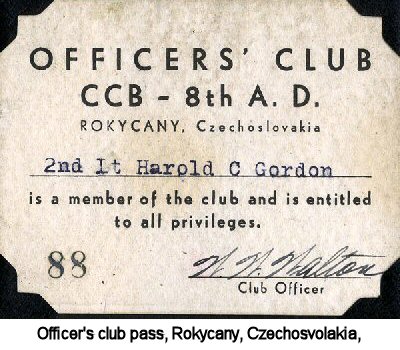 OFFICERS' CLUB
CCB - 8th A. D.
ROKYCANY, Czechoslovakia
2nd Lt Harold C Gordon
is a member of the club and is entitled
to all privileges.
88
W. W. Walton
Club Officer
Officer's club pass, Rokycany, Czechosvolakia,